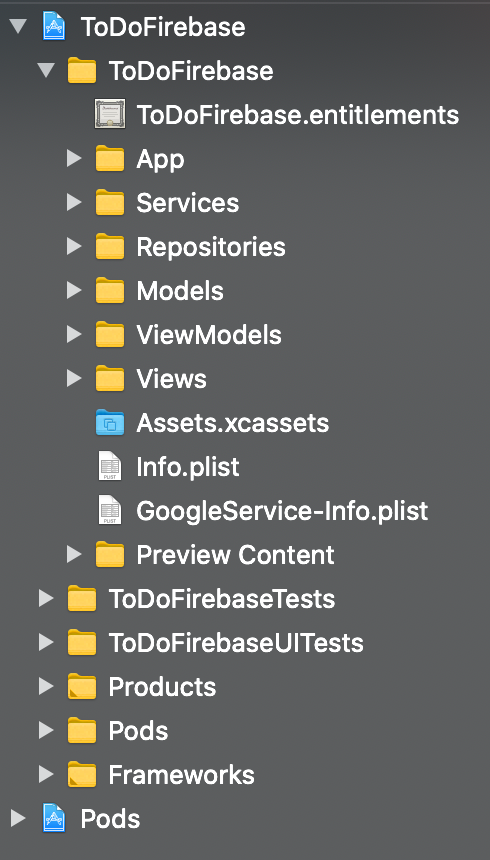 ToDoFirebase
ToDoFirebase
ToDoFirebase.entitlements
App
Services
Repositories
Models
ViewModels
Views
Assets.xcassets
Info.plist
GoogleService-Info.plist
Preview Content
ToDoFirebaseTests
ToDoFirebaseUITests
Products
Pods
Frameworks
Pods